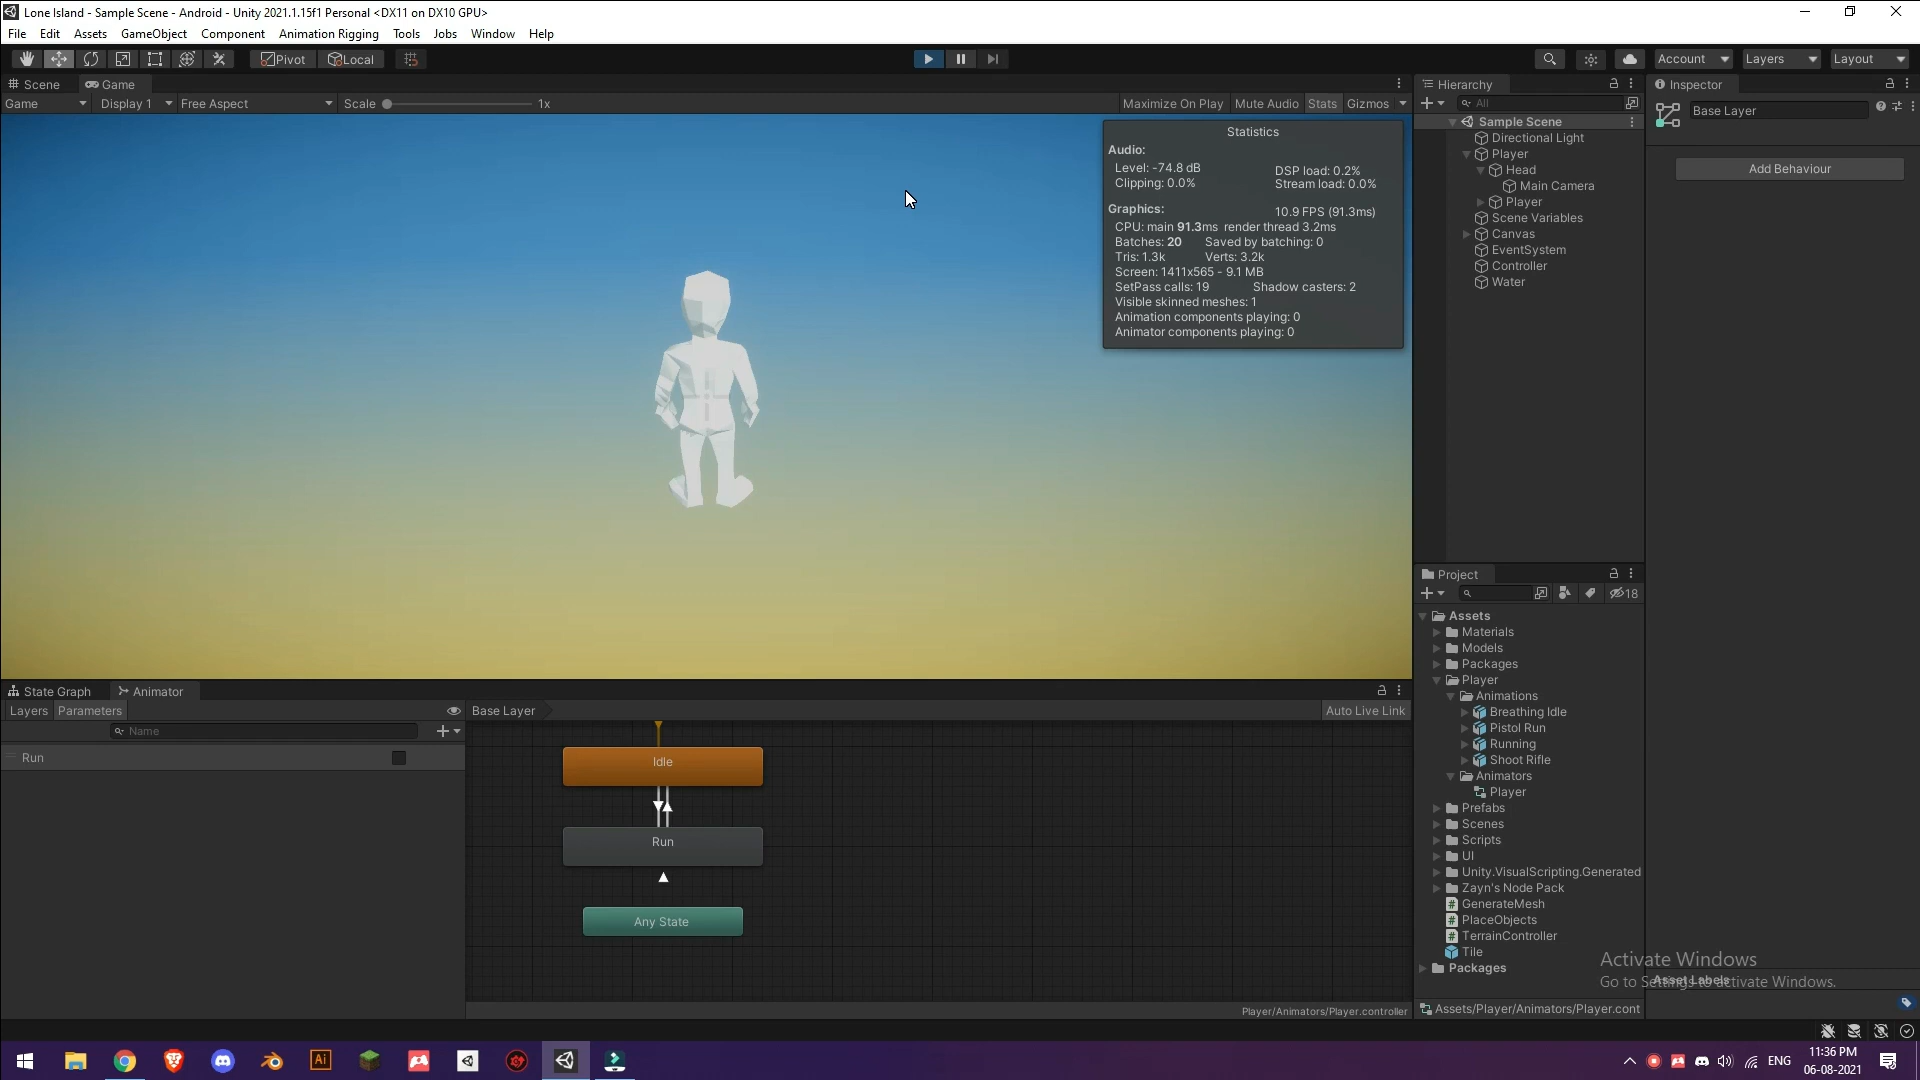 Lone Island - Sample Scene - Android - Unity 2021.1.15f1 Personal <DX11 on DX10 GPU>
File Edit Assets GameObject Component Animation Rigging Tools Jobs Window Help
Pivot Local Account Layers Layout
Scene Game
Game Display 1 Free Aspect Scale 1x Maximize On Play Mute Audio Stats Gizmos
Statistics
Audio:
Level: -74.8 dB DSP load: 0.2%
Clipping: 0.0% Stream load: 0.0%
Graphics: 10.9 FPS (91.3ms)
CPU: main 91.3ms render thread 3.2ms
Batches: 20 Saved by batching: 0
Tris: 1.3k Verts: 3.2k
Screen: 1411x565 - 9.1 MB
SetPass calls: 19 Shadow casters: 2
Visible skinned meshes: 1
Animation components playing: 0
Animator components playing: 0
Hierarchy
All
Sample Scene
Directional Light
Player
Head
Main Camera
Player
Scene Variables
Canvas
EventSystem
Controller
Water
Inspector
Base Layer
Add Behaviour
Project
18
Assets
Materials
Models
Packages
Player
Animations
Breathing Idle
Pistol Run
Running
Shoot Rifle
Animators
Player
Prefabs
Scenes
Scripts
UI
Unity.VisualScripting.Generated
Zayn's Node Pack
GenerateMesh
PlaceObjects
TerrainController
Tile
Packages
Assets/Player/Animators/Player.cont
State Graph Animator
Layers Parameters Base Layer Auto Live Link
Name
Run
Idle
Run
Any State
Player/Animators/Player.controller
Activate Windows
Go to Settings to activate Windows.
Asset Labels
Ai
ENG
11:36 PM
06-08-2021